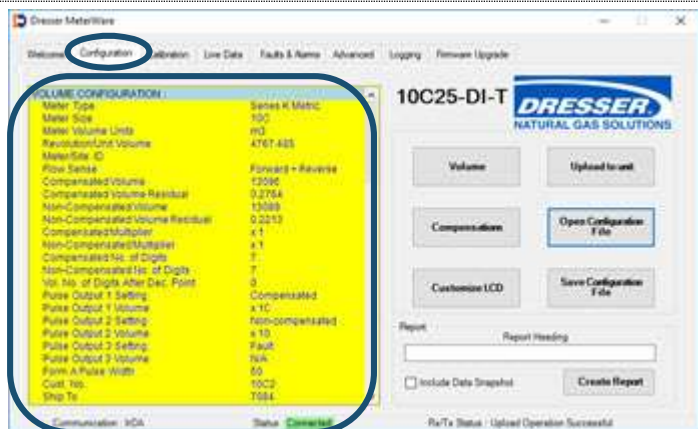 Dresser MeterWare
Welcome Configuration Calibration Live Data Faults & Alarms Advanced Logging Firmware Upgrade
VOLUME CONFIGURATION :
Meter Type Series K Metric
Meter Size 10C
Meter Volume Units m3
Revolution/Unit Volume 4767.485
Meter/Site ID
Flow Sense Forward + Reverse
Compensated Volume 13096
Compensated Volume Residual 0.2764
Non-Compensated Volume 13089
Non-Compensated Volume Residual 0.2213
Compensated Multiplier x 1
Non-Compensated Multiplier x 1
Compensated No. of Digits 7
Non-Compensated No. of Digits 7
Vol. No. of Digits After Dec. Point 0
Pulse Output 1 Setting Compensated
Pulse Output 1 Volume x 10
Pulse Output 2 Setting Non-compensated
Pulse Output 2 Volume x 10
Pulse Output 3 Setting Fault
Pulse Output 3 Volume N/A
Form A Pulse Width 50
Cust. No. 10C2
Ship To 7084
10C25-DI-T
DRESSER
NATURAL GAS SOLUTIONS
Volume
Upload to unit
Compensations
Open Configuration
File
Customize LCD
Save Configuration
File
Report
Report Heading
Include Data Snapshot
Create Report
Communication : IrDA Status : Connected Rx/Tx Status : Upload Operation Successful